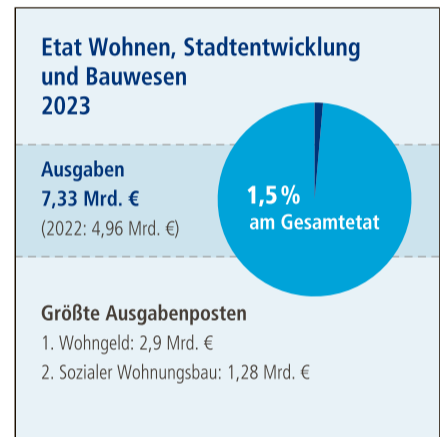 Etat Wohnen, Stadtentwicklung
und Bauwesen
2023
Ausgaben
7,33 Mrd. €
(2022: 4,96 Mrd. €)
1,5 %
am Gesamtetat
Größte Ausgabenposten
1. Wohngeld: 2,9 Mrd. €
2. Sozialer Wohnungsbau: 1,28 Mrd. €